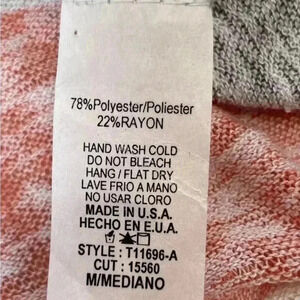 78%Polyester/Poliester
22%RAYON
HAND WASH COLD
DO NOT BLEACH
HANG / FLAT DRY
LAVE FRIO A MANO
NO USAR CLORO
MADE IN U.S.A.
HECHO EN E.U.A.
STYLE : T11696-A
CUT : 15560
M/MEDIANO